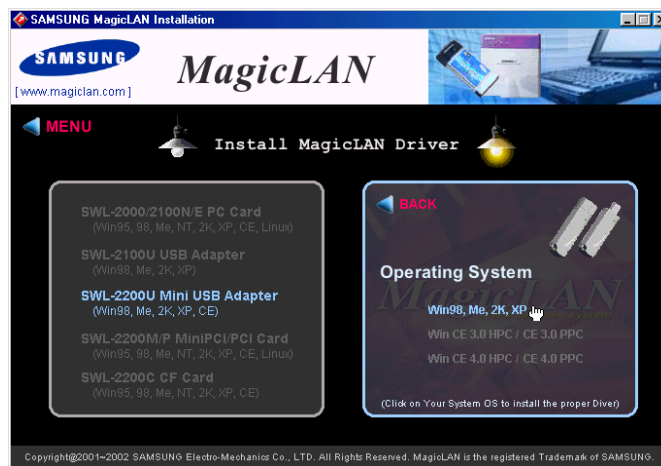 SAMSUNG MagicLAN Installation
SAMSUNG
MagicLAN
[ www.magiclan.com ]
MENU
Install MagicLAN Driver
SWL-2000/2100N/E PC Card
(Win95, 98, Me, NT, 2K, XP, CE, Linux)
SWL-2100U USB Adapter
(Win98, Me, 2K, XP)
SWL-2200U Mini USB Adapter
(Win98, Me, 2K, XP, CE)
SWL-2200M/P MiniPCI/PCI Card
(Win95, 98, Me, NT, 2K, XP, CE, Linux)
SWL-2200C CF Card
(Win95, 98, Me, NT, 2K, XP, CE)
BACK
Operating System
MagicLAN
Win98, Me, 2K, XP
system
Win CE 3.0 HPC / CE 3.0 PPC
Win CE 4.0 HPC / CE 4.0 PPC
(Click on Your System OS to install the proper Diver)
Copyright@2001~2002 SAMSUNG Electro-Mechanics Co., LTD. All Rights Reserved. MagicLAN is the registered Trademark of SAMSUNG.